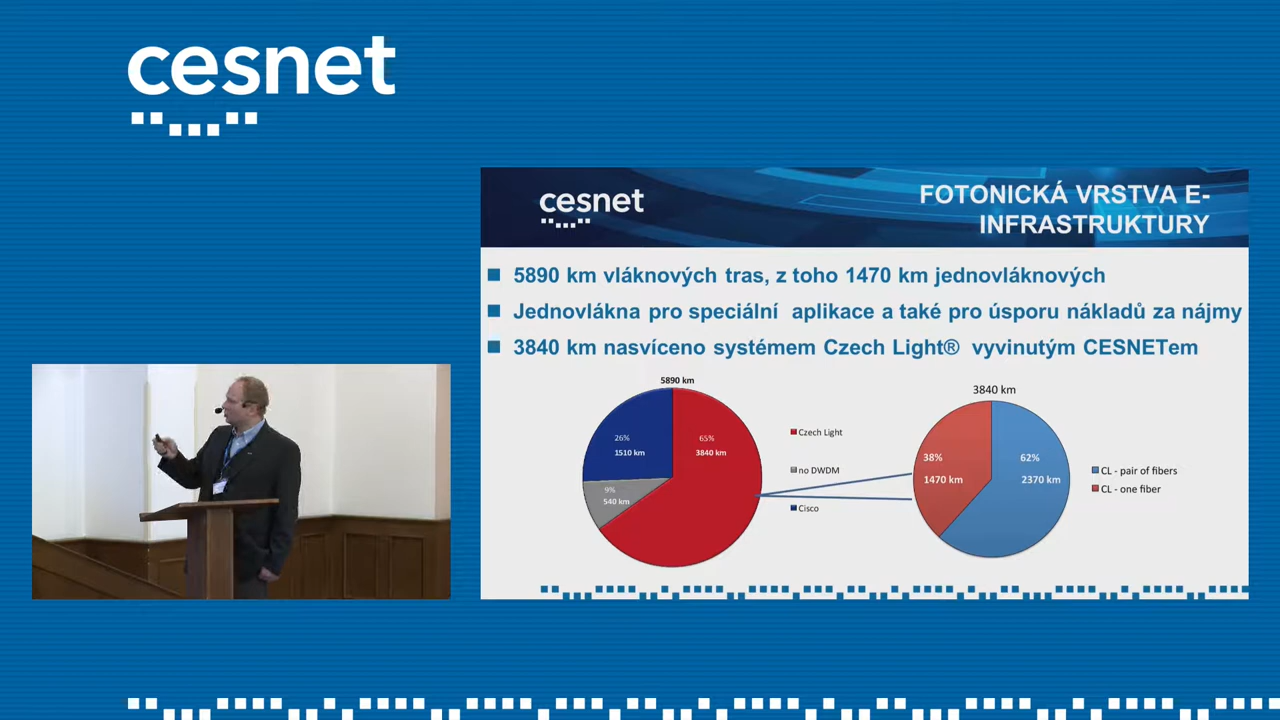 cesnet
cesnet
FOTONICKÁ VRSTVA E-
INFRASTRUKTURY
5890 km vláknových tras, z toho 1470 km jednovláknových
Jednovlákna pro speciální aplikace a také pro úsporu nákladů za nájmy
3840 km nasvíceno systémem Czech Light® vyvinutým CESNETem
5890 km
26%
1510 km
65%
3840 km
9%
540 km
Czech Light
no DWDM
Cisco
3840 km
38%
1470 km
62%
2370 km
CL - pair of fibers
CL - one fiber